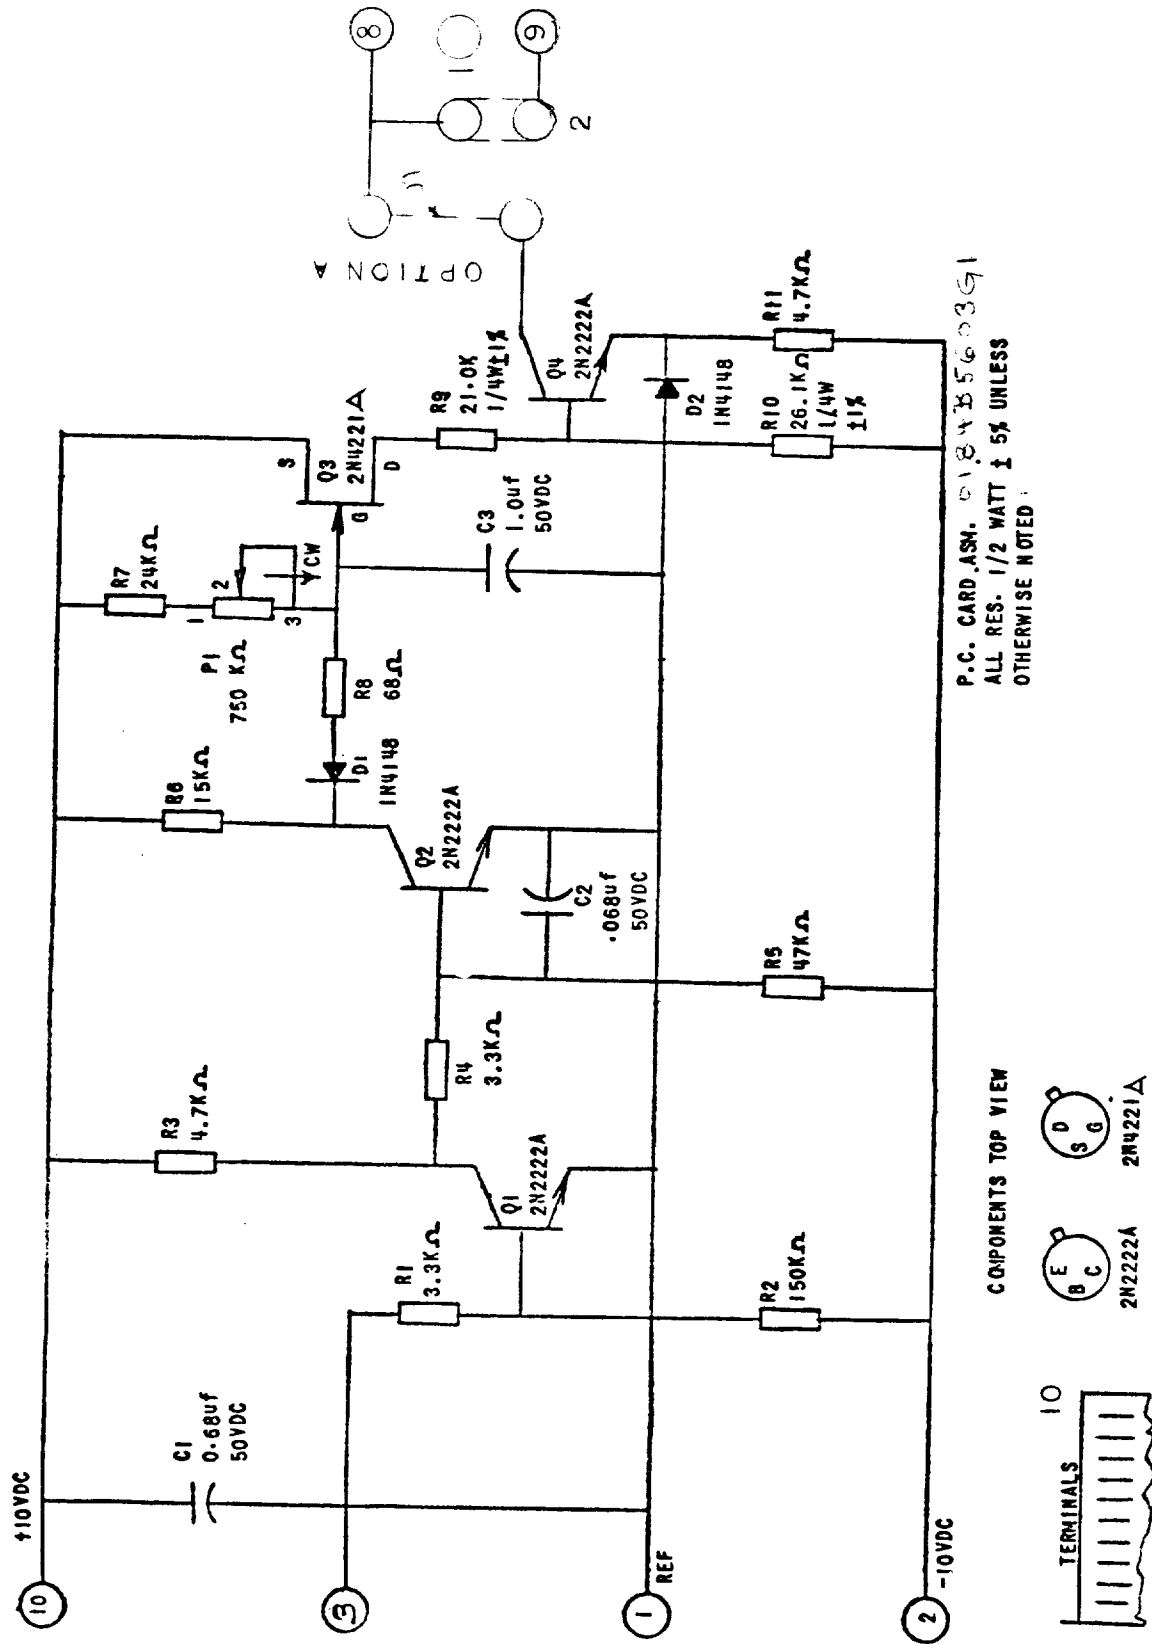 +10VDC
10
C1
0.68uf
50VDC
3
R1
3.3KΩ
R3
4.7KΩ
Q1
2N2222A
R4
3.3KΩ
R6
15KΩ
Q2
2N2222A
C2
.068uf
50VDC
D1
1N4148
R8
68Ω
R7
24KΩ
P1
750 KΩ
1
2
3
CW
S
Q3
2N4221A
G
D
C3
1.0uf
50VDC
R9
21.0K
1/4W±1%
Q4
2N2222A
D2
1N4148
R10
26.1KΩ
1/4W
±1%
R11
4.7KΩ
R5
47KΩ
R2
150KΩ
OPTION A
8
1
9
2
1
REF
2
-10VDC
P.C. CARD.ASM.
ALL RES. 1/2 WATT ± 5% UNLESS
OTHERWISE NOTED
COMPONENTS TOP VIEW
TERMINALS
10
B E C
2N2222A
S D G
2N4221A